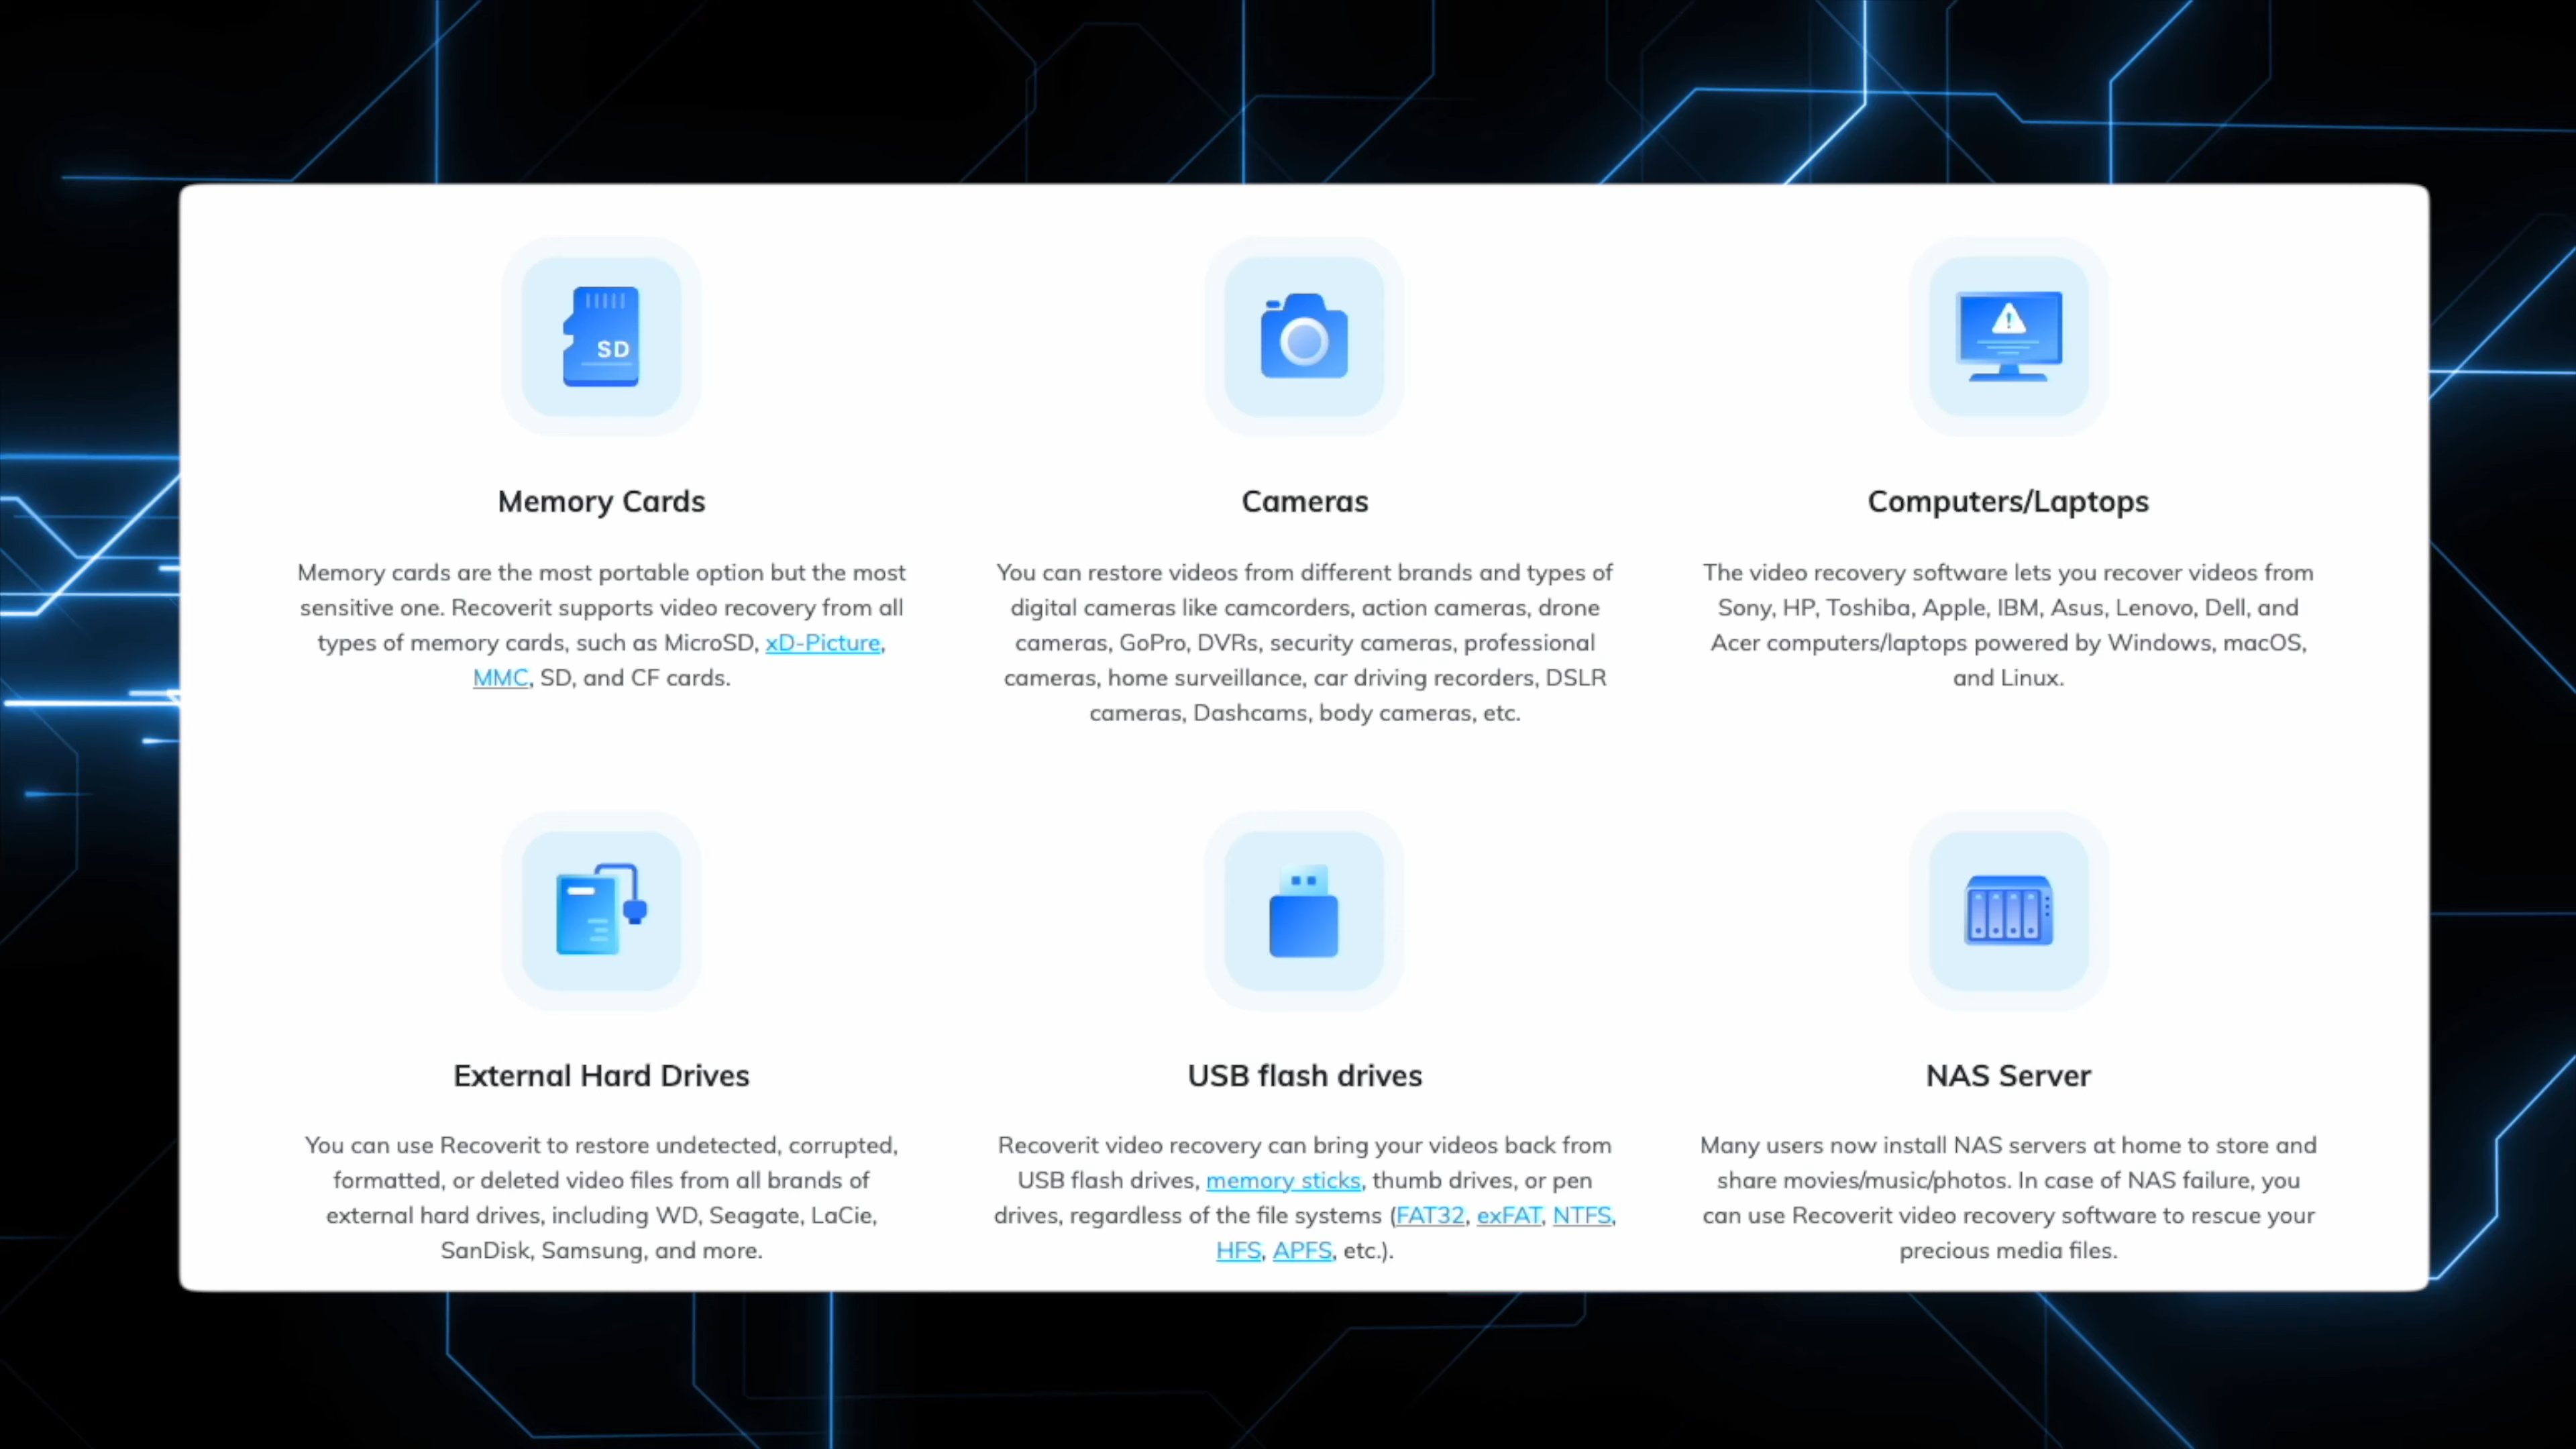 SD
Memory Cards
Memory cards are the most portable option but the most
sensitive one. Recoverit supports video recovery from all
types of memory cards, such as MicroSD, xD-Picture,
MMC, SD, and CF cards.
Cameras
You can restore videos from different brands and types of
digital cameras like camcorders, action cameras, drone
cameras, GoPro, DVRs, security cameras, professional
cameras, home surveillance, car driving recorders, DSLR
cameras, Dashcams, body cameras, etc.
Computers/Laptops
The video recovery software lets you recover videos from
Sony, HP, Toshiba, Apple, IBM, Asus, Lenovo, Dell, and
Acer computers/laptops powered by Windows, macOS,
and Linux.
External Hard Drives
You can use Recoverit to restore undetected, corrupted,
formatted, or deleted video files from all brands of
external hard drives, including WD, Seagate, LaCie,
SanDisk, Samsung, and more.
USB flash drives
Recoverit video recovery can bring your videos back from
USB flash drives, memory sticks, thumb drives, or pen
drives, regardless of the file systems (FAT32, exFAT, NTFS,
HFS, APFS, etc.).
NAS Server
Many users now install NAS servers at home to store and
share movies/music/photos. In case of NAS failure, you
can use Recoverit video recovery software to rescue your
precious media files.